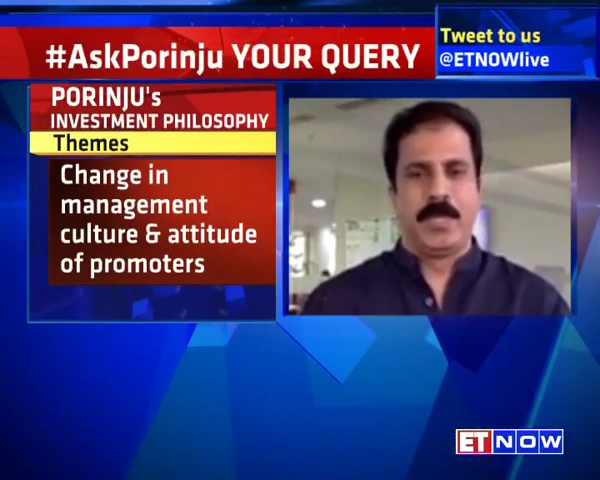 #AskPorinju YOUR QUERY
Tweet to us
@ETNOWlive
PORINJU's
INVESTMENT PHILOSOPHY
Themes
Change in
management
culture & attitude
of promoters
ET NOW